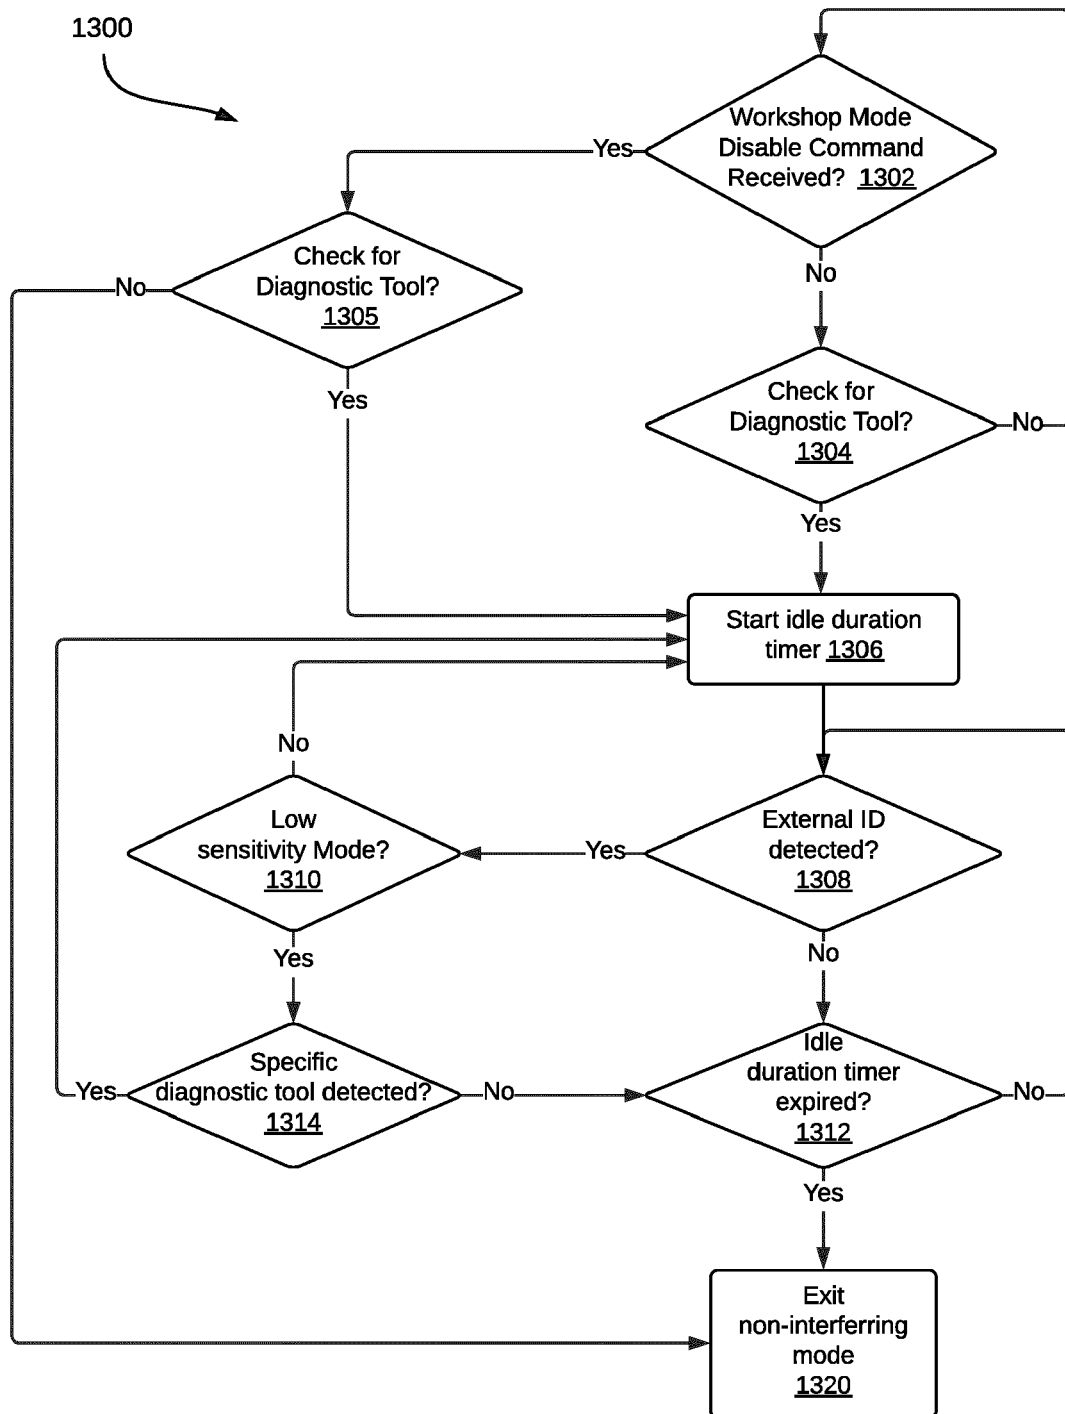 1300
Workshop Mode
Disable Command
Received? 1302
Yes
No
Check for
Diagnostic Tool?
1305
No
Yes
Check for
Diagnostic Tool?
1304
No
Yes
Start idle duration
timer 1306
No
Low
sensitivity Mode?
1310
Yes
External ID
detected?
1308
Yes
No
Specific
diagnostic tool detected?
1314
Yes
No
Idle
duration timer
expired?
1312
No
Yes
Exit
non-interferring
mode
1320